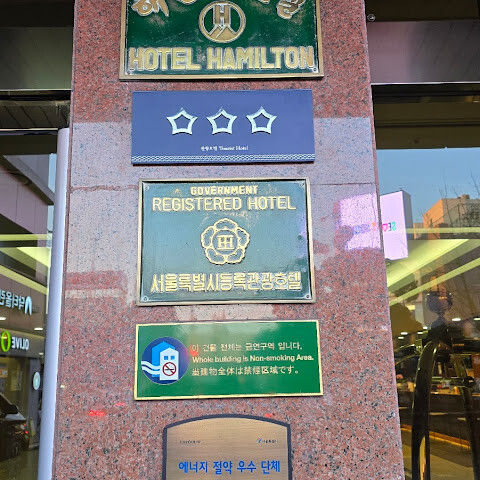 HOTEL HAMILTON
관광호텔 Tourist Hotel
GOVERNMENT
REGISTERED HOTEL
서울특별시등록관광호텔
이 건물 전체는 금연구역 입니다.
Whole building is Non-smoking Area.
当建物全体は禁煙区域です。
에너지 절약 우수 단체
OLIVE